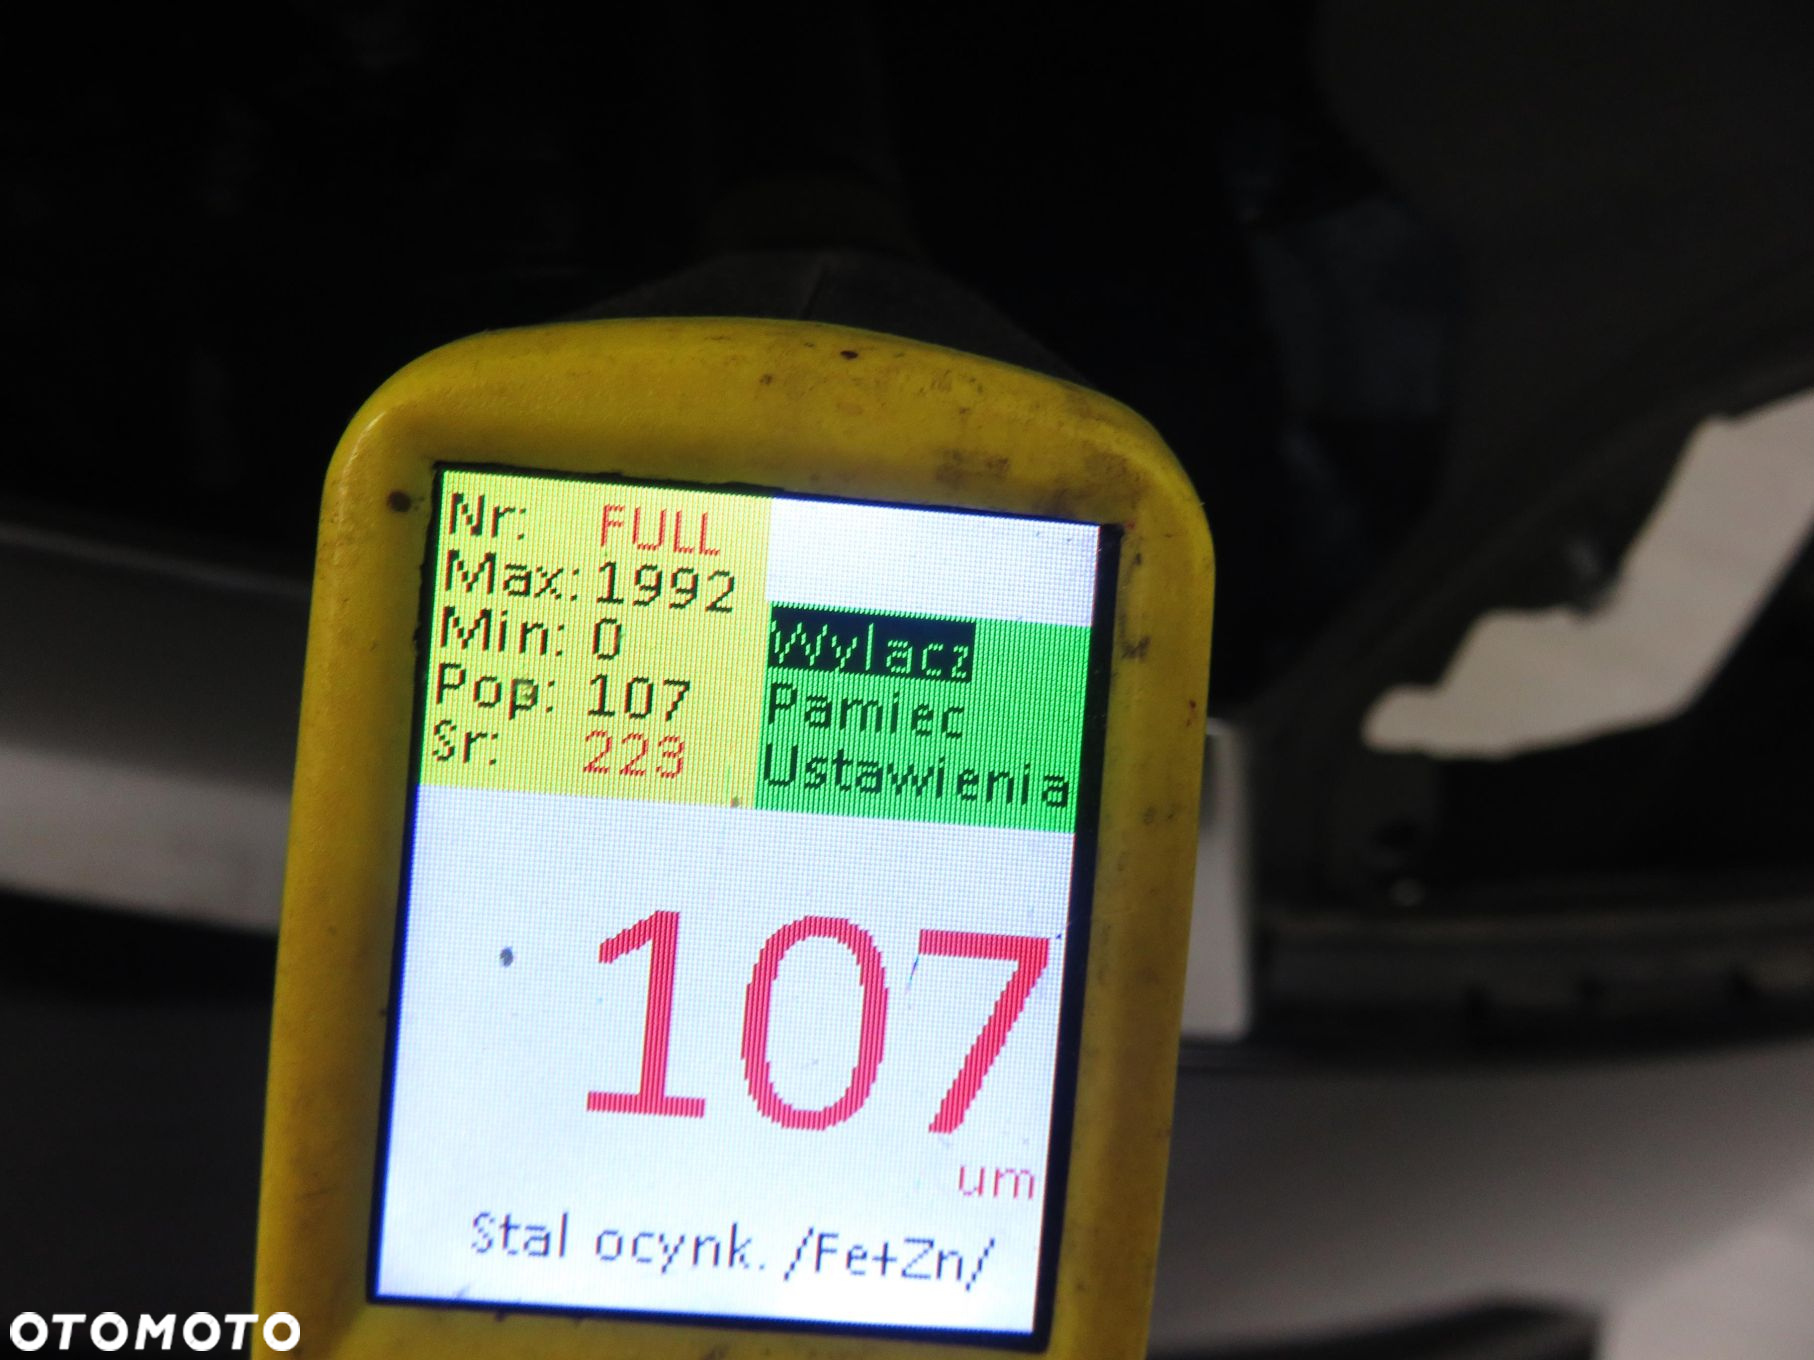 Nr: FULL
Max: 1992
Min: 0
Pop: 107
Sr: 223
Wylacz
Pamiec
Ustawienia
107
um
Stal ocynk. /Fe+Zn/
OTOMOTO